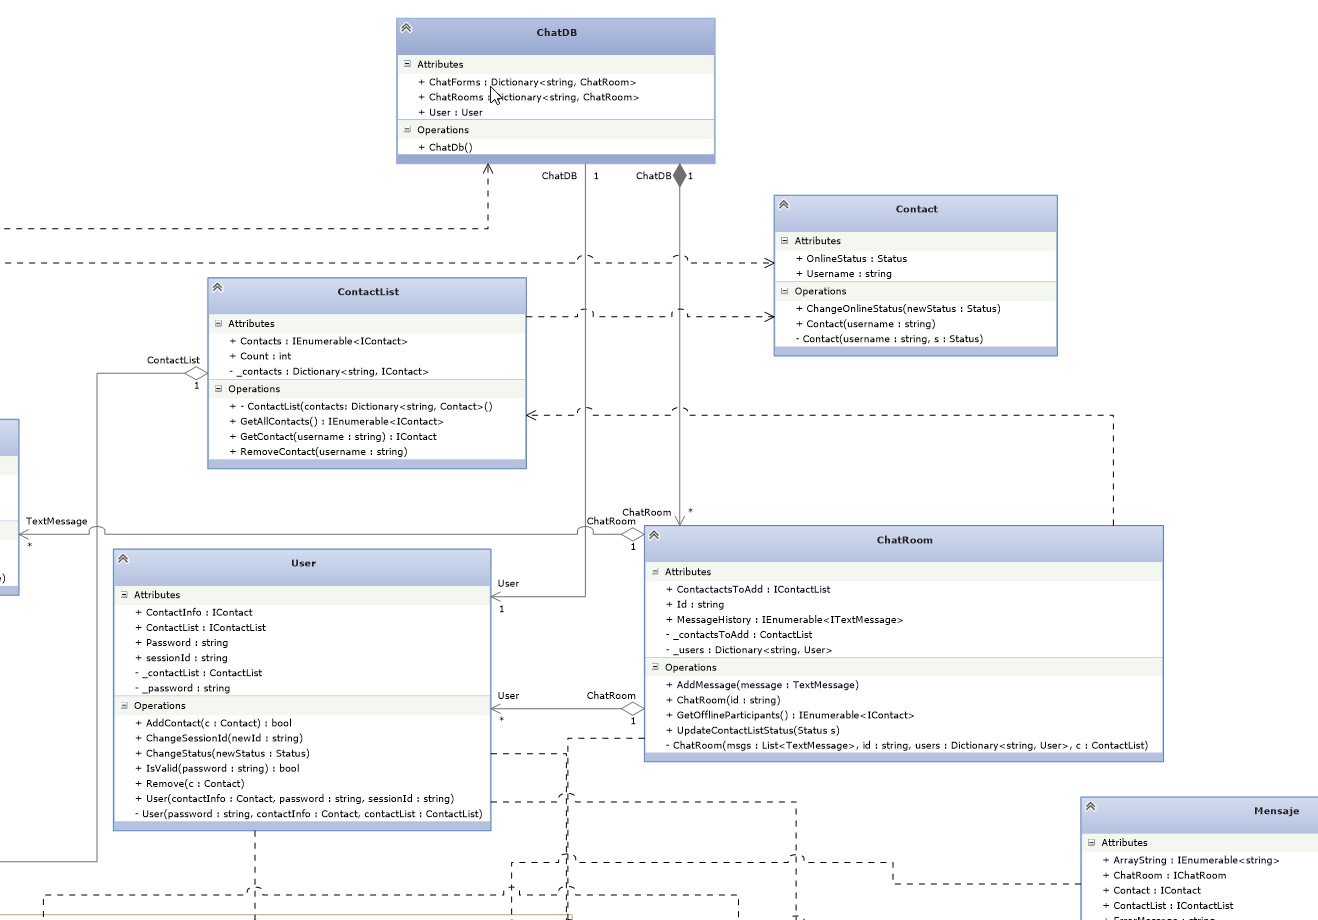 ChatDB
Attributes
+ ChatForms : Dictionary<string, ChatRoom>
+ ChatRooms : Dictionary<string, ChatRoom>
+ User : User
Operations
+ ChatDb()
ChatDB 1
ChatDB 1
Contact
Attributes
+ OnlineStatus : Status
+ Username : string
Operations
+ ChangeOnlineStatus(newStatus : Status)
+ Contact(username : string)
- Contact(username : string, s : Status)
ContactList
Attributes
+ Contacts : IEnumerable<IContact>
+ Count : int
- _contacts : Dictionary<string, IContact>
Operations
+ - ContactList(contacts: Dictionary<string, Contact>()
+ GetAllContacts() : IEnumerable<IContact>
+ GetContact(username : string) : IContact
+ RemoveContact(username : string)
ContactList
1
TextMessage
*
)
ChatRoom *
ChatRoom
1
ChatRoom
Attributes
+ ContactactsToAdd : IContactList
+ Id : string
+ MessageHistory : IEnumerable<ITextMessage>
- _contactsToAdd : ContactList
- _users : Dictionary<string, User>
Operations
+ AddMessage(message : TextMessage)
+ ChatRoom(id : string)
+ GetOfflineParticipants() : IEnumerable<IContact>
+ UpdateContactListStatus(Status s)
- ChatRoom(msgs : List<TextMessage>, id : string, users : Dictionary<string, User>, c : ContactList)
User
Attributes
+ ContactInfo : IContact
+ ContactList : IContactList
+ Password : string
+ sessionId : string
- _contactList : ContactList
- _password : string
Operations
+ AddContact(c : Contact) : bool
+ ChangeSessionId(newId : string)
+ ChangeStatus(newStatus : Status)
+ IsValid(password : string) : bool
+ Remove(c : Contact)
+ User(contactInfo : Contact, password : string, sessionId : string)
- User(password : string, contactInfo : Contact, contactList : ContactList)
User
1
User
*
ChatRoom
1
Mensaje
Attributes
+ ArrayString : IEnumerable<string>
+ ChatRoom : IChatRoom
+ Contact : IContact
+ ContactList : IContactList
+ ErrorMessage : string